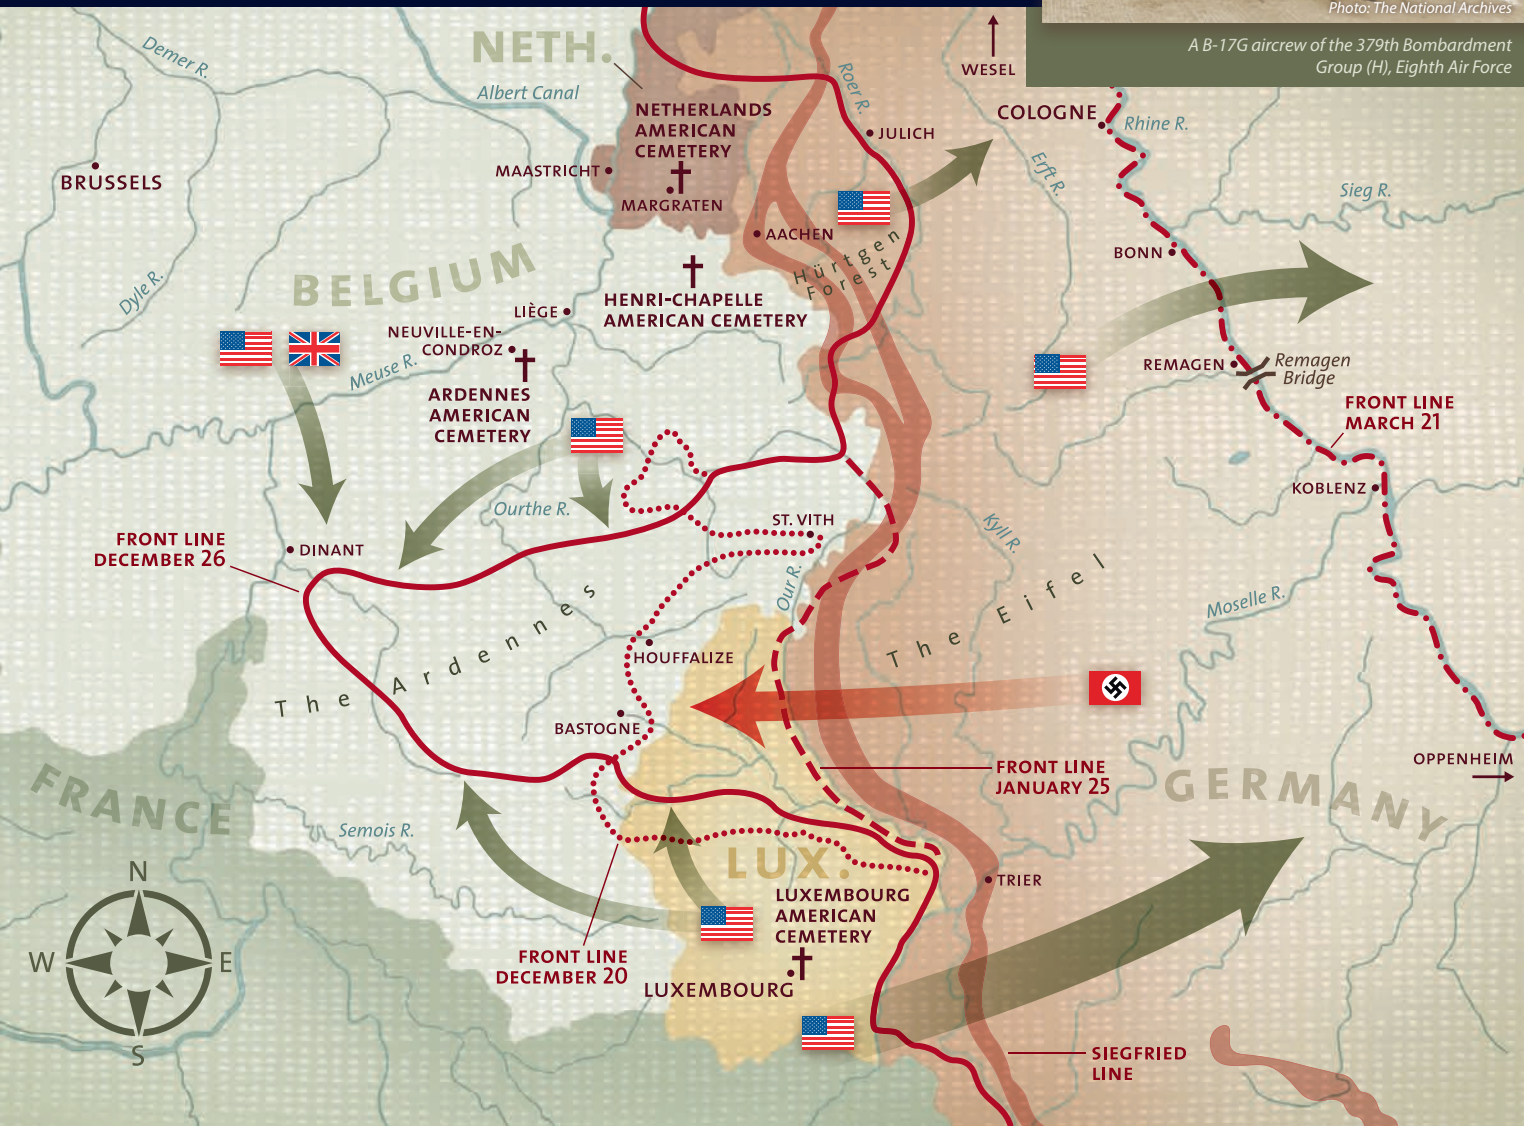 Photo: The National Archives
A B-17G aircrew of the 379th Bombardment
Group (H), Eighth Air Force
Demer R.
NETH.
Albert Canal
Roer R.
WESEL
NETHERLANDS
AMERICAN
CEMETERY
COLOGNE
Rhine R.
JULICH
BRUSSELS
MAASTRICHT
MARGRATEN
Erft R.
Sieg R.
AACHEN
Hürtgen
Forest
BONN
BELGIUM
Dyle R.
HENRI-CHAPELLE
AMERICAN CEMETERY
LIÈGE
NEUVILLE-EN-
CONDROZ
Meuse R.
ARDENNES
AMERICAN
CEMETERY
REMAGEN
Remagen
Bridge
FRONT LINE
MARCH 21
KOBLENZ
Ourthe R.
ST. VITH
Kyll R.
FRONT LINE
DECEMBER 26
DINANT
Our R.
The Eifel
Moselle R.
The Ardennes
HOUFFALIZE
BASTOGNE
OPPENHEIM
FRONT LINE
JANUARY 25
GERMANY
FRANCE
Semois R.
LUX.
TRIER
LUXEMBOURG
AMERICAN
CEMETERY
N
W
E
S
FRONT LINE
DECEMBER 20
LUXEMBOURG
SIEGFRIED
LINE